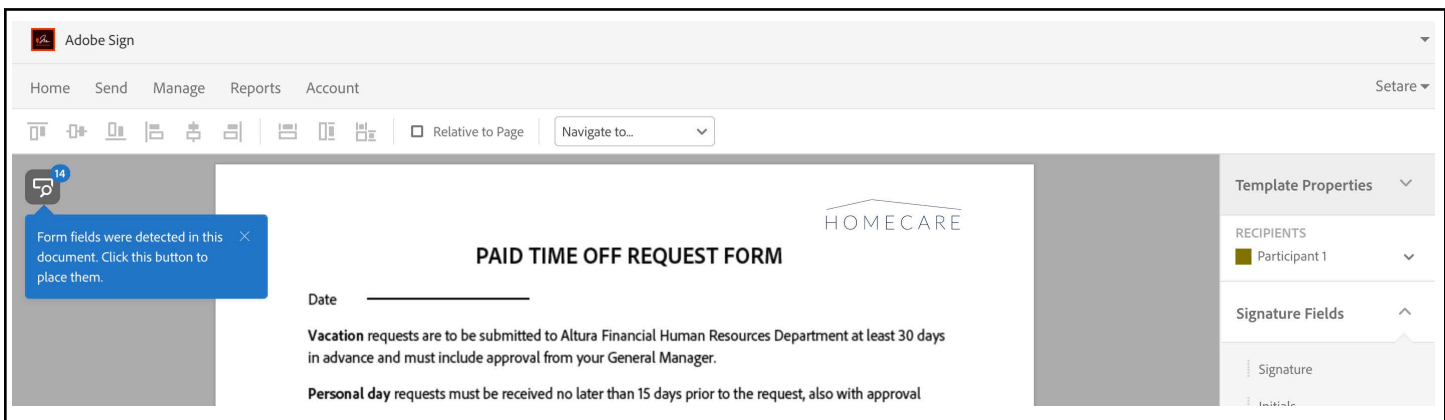 Adobe Sign
Home Send Manage Reports Account Setare
Relative to Page Navigate to...
14
Form fields were detected in this
document. Click this button to
place them.
HOMECARE
PAID TIME OFF REQUEST FORM
Date
Vacation requests are to be submitted to Altura Financial Human Resources Department at least 30 days
in advance and must include approval from your General Manager.
Personal day requests must be received no later than 15 days prior to the request, also with approval
Template Properties
RECIPIENTS
Participant 1
Signature Fields
Signature
Initials